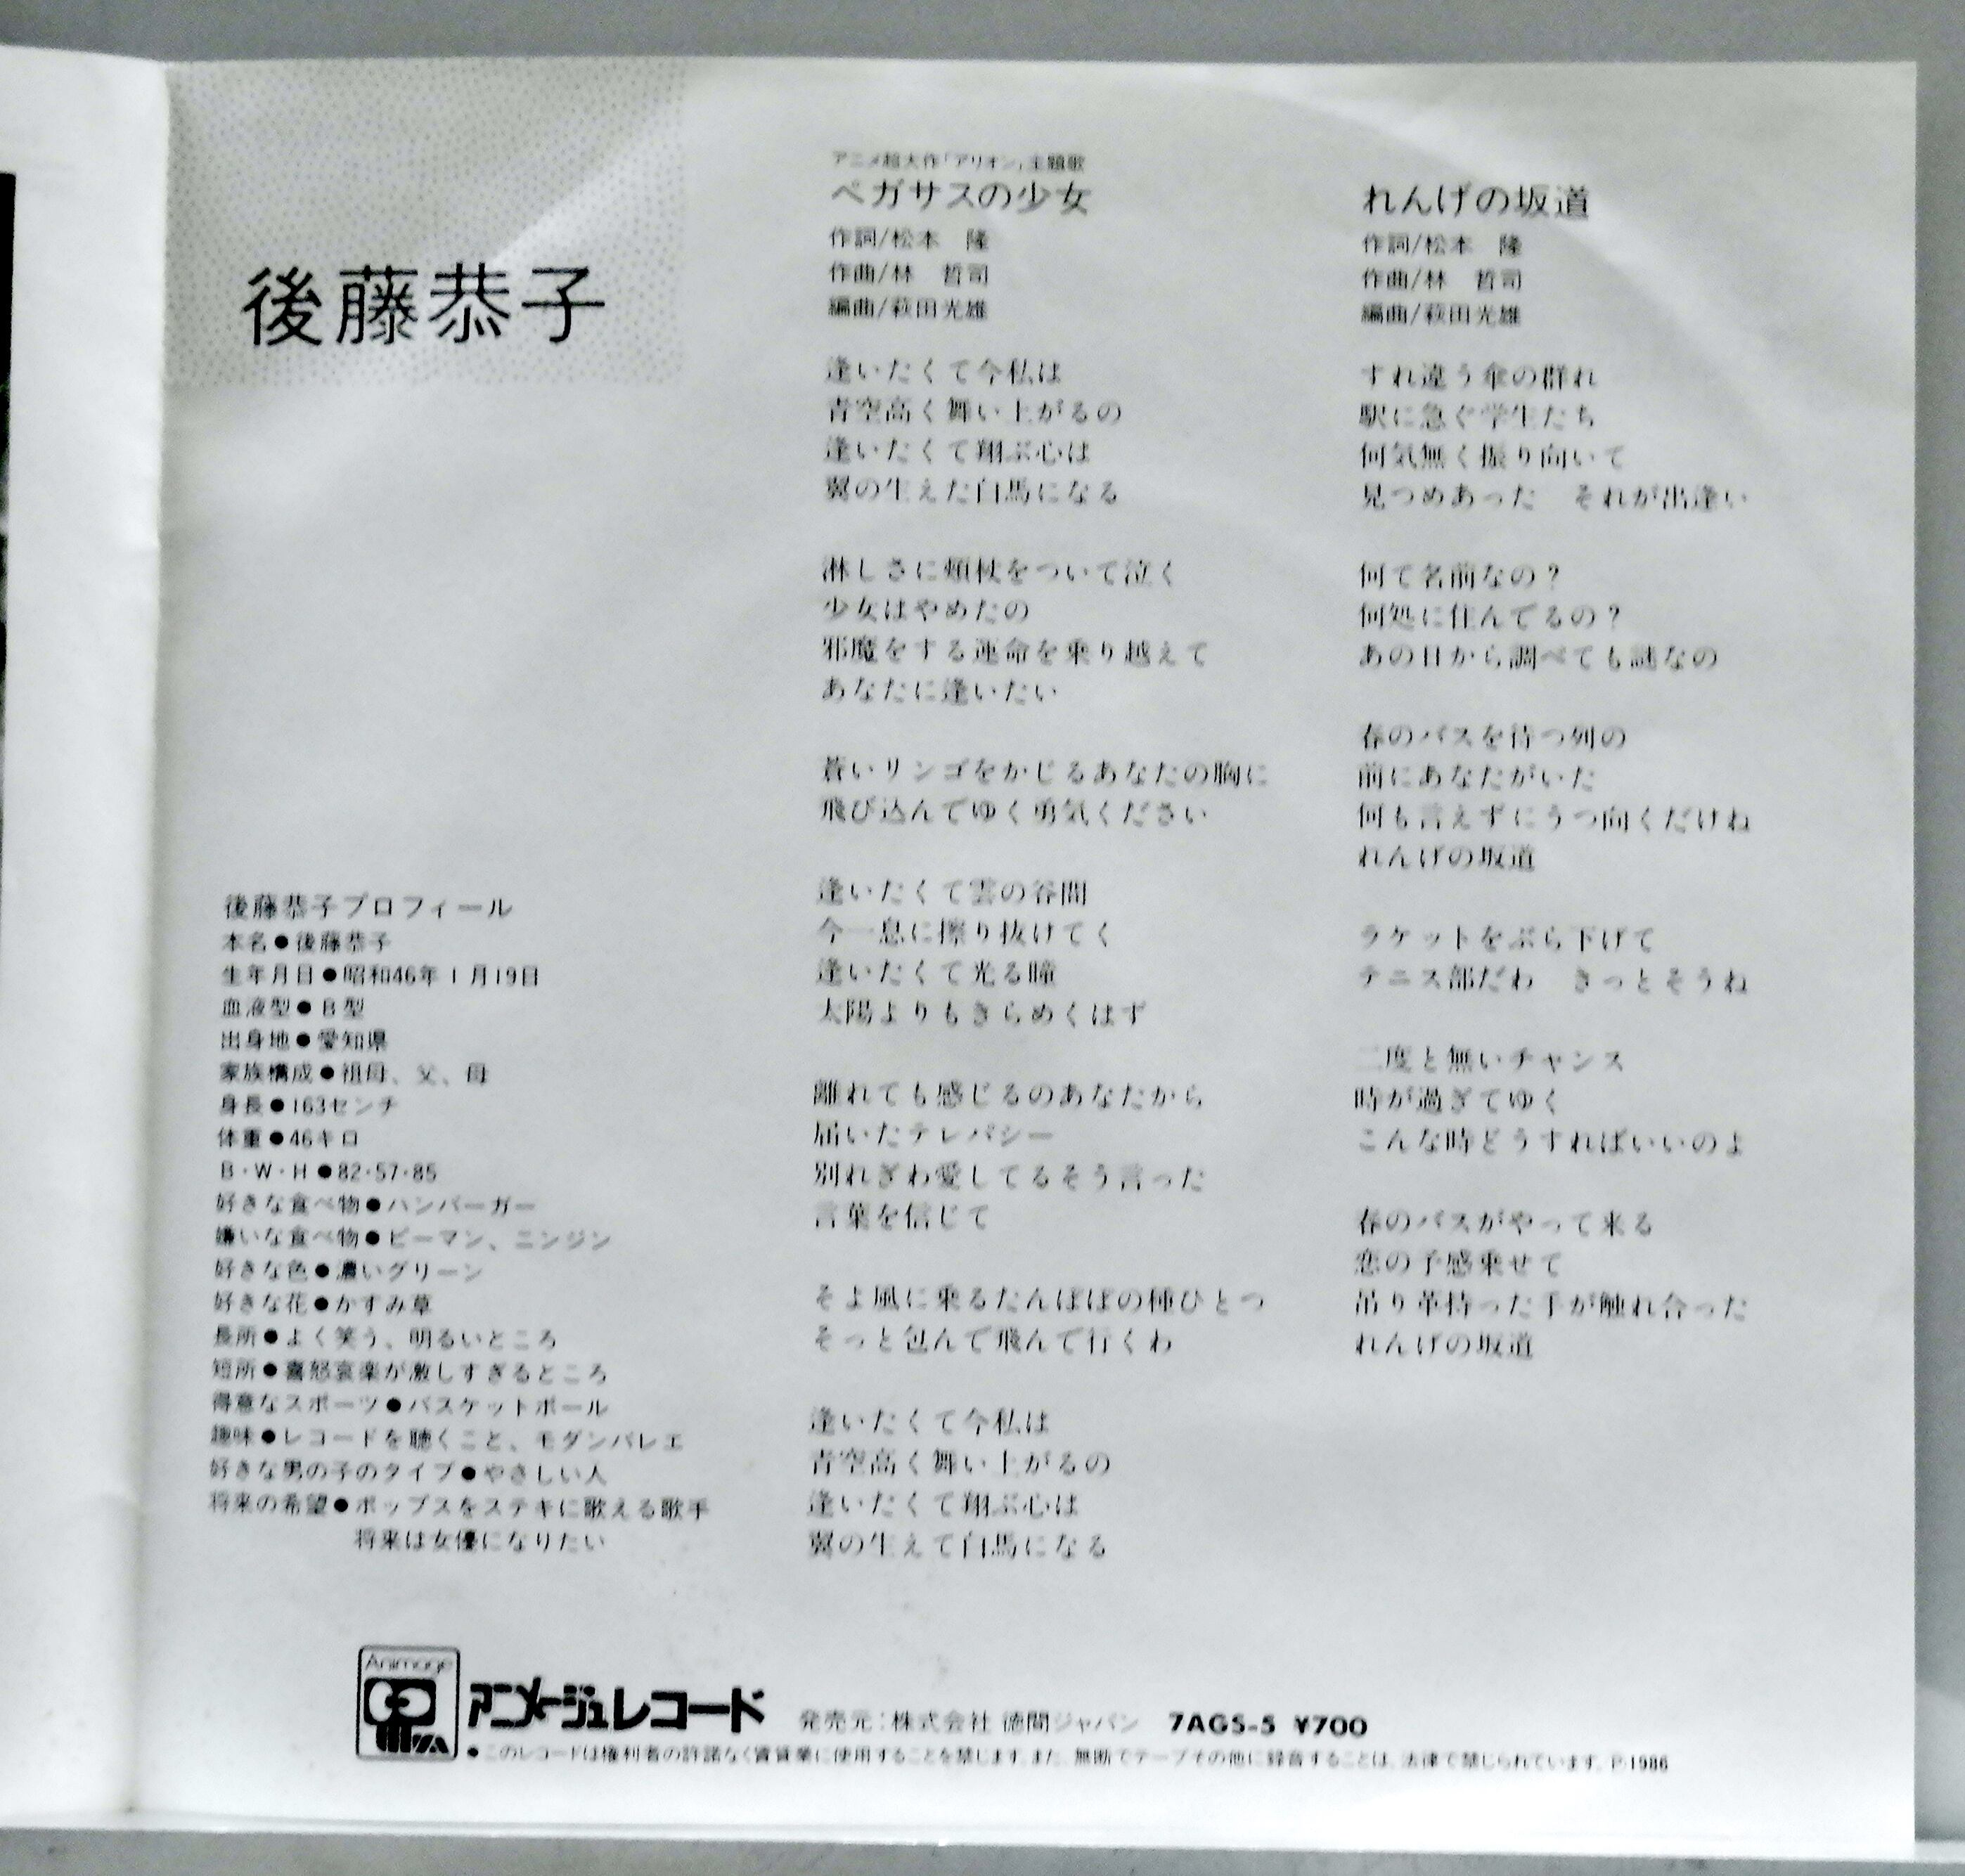 後藤恭子
後藤恭子プロフィール
本名●後藤恭子
生年月日●昭和46年1月19日
血液型●B型
出身地●愛知県
家族構成●祖母、父、母
身長●163センチ
体重●46キロ
B・W・H●82・57・85
好きな食べ物●ハンバーガー
嫌いな食べ物●ピーマン、ニンジン
好きな色●濃いグリーン
好きな花●かすみ草
長所●よく笑う、明るいところ
短所●喜怒哀楽が激しすぎるところ
得意なスポーツ●バスケットボール
趣味●レコードを聴くこと、モダンバレエ
好きな男の子のタイプ●やさしい人
将来の希望●ポップスをステキに歌える歌手
将来は女優になりたい
アニメ超大作「アリオン」主題歌
ペガサスの少女
作詞/松本 隆
作曲/林 哲司
編曲/萩田光雄
逢いたくて今私は
青空高く舞い上がるの
逢いたくて翔ぶ心は
翼の生えた白馬になる
淋しさに頬杖をついて泣く
少女はやめたの
邪魔をする運命を乗り越えて
あなたに逢いたい
蒼いリンゴをかじるあなたの胸に
飛び込んでゆく勇気ください
逢いたくて雲の谷間
今一息に擦り抜けてく
逢いたくて光る瞳
太陽よりもきらめくはず
離れても感じるのあなたから
届いたテレパシー
別れぎわ愛してるそう言った
言葉を信じて
そよ風に乗るたんぽぽの種ひとつ
そっと包んで飛んで行くわ
逢いたくて今私は
青空高く舞い上がるの
逢いたくて翔ぶ心は
翼の生えて白馬になる
れんげの坂道
作詞/松本 隆
作曲/林 哲司
編曲/萩田光雄
すれ違う傘の群れ
駅に急ぐ学生たち
何気無く振り向いて
見つめあった それが出逢い
何て名前なの?
何処に住んでるの?
あの日から調べても謎なの
春のバスを待つ列の
前にあなたがいた
何も言えずにうつ向くだけね
れんげの坂道
ラケットをぶら下げて
テニス部だわ きっとそうね
二度と無いチャンス
時が過ぎてゆく
こんな時どうすればいいのよ
春のバスがやって来る
恋の予感乗せて
吊り革持った手が触れ合った
れんげの坂道
Animage
アニメージュレコード 発売元:株式会社 徳間ジャパン 7AGS-5 ¥700
●このレコードは権利者の許諾なく賃貸業に使用することを禁じます。また、無断でテープその他に録音することは、法律で禁じられています。P・1986